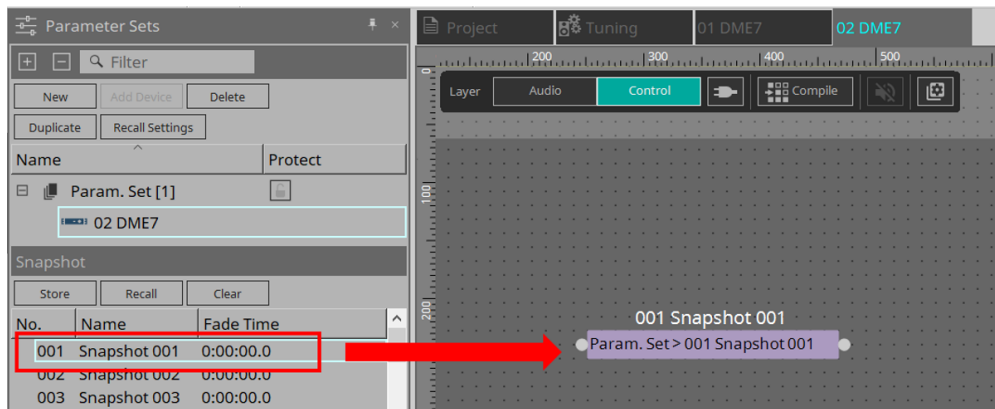 Parameter Sets
Filter
New Add Device Delete
Duplicate Recall Settings
Name Protect
Param. Set [1]
02 DME7
Snapshot
Store Recall Clear
No. Name Fade Time
001 Snapshot 001 0:00:00.0
002 Snapshot 002 0:00:00.0
003 Snapshot 003 0:00:00.0
Project Tuning 01 DME7 02 DME7
200 300 400 500
0
Layer Audio Control Compile
100
200
001 Snapshot 001
Param. Set > 001 Snapshot 001